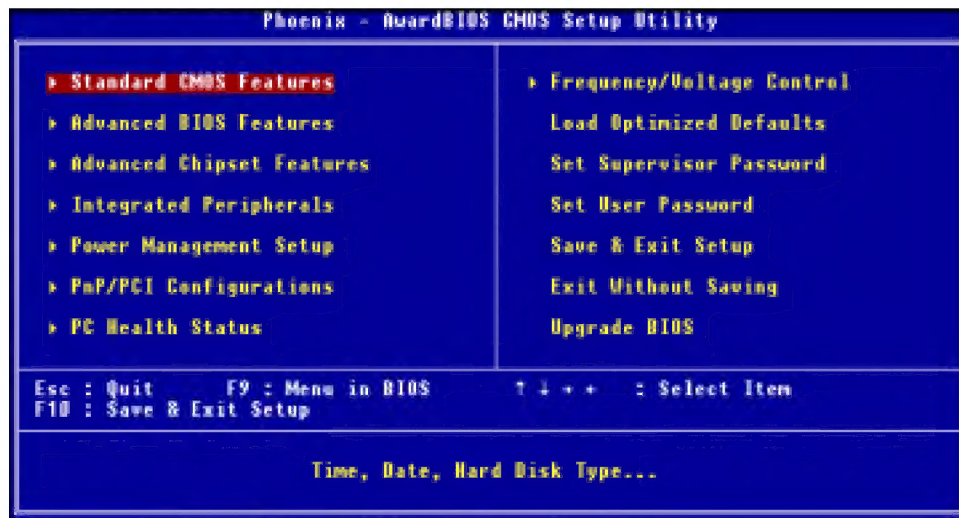 Phoenix - AwardBIOS CMOS Setup Utility
▸ Standard CMOS Features
▸ Advanced BIOS Features
▸ Advanced Chipset Features
▸ Integrated Peripherals
▸ Power Management Setup
▸ PnP/PCI Configurations
▸ PC Health Status
▸ Frequency/Voltage Control
Load Optimized Defaults
Set Supervisor Password
Set User Password
Save & Exit Setup
Exit Without Saving
Upgrade BIOS
Esc : Quit F9 : Menu in BIOS ↑ ↓ → ← : Select Item
F10 : Save & Exit Setup
Time, Date, Hard Disk Type...